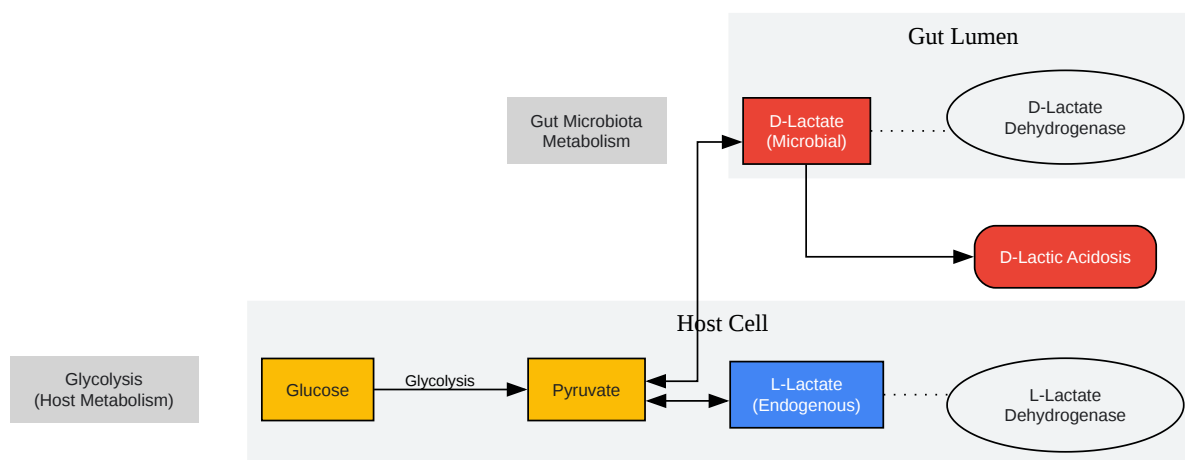 Gut Lumen
D-Lactate
(Microbial)
D-Lactate
Dehydrogenase
Gut Microbiota
Metabolism
D-Lactic Acidosis
Host Cell
Glycolysis
(Host Metabolism)
Glucose
Glycolysis
Pyruvate
L-Lactate
(Endogenous)
L-Lactate
Dehydrogenase